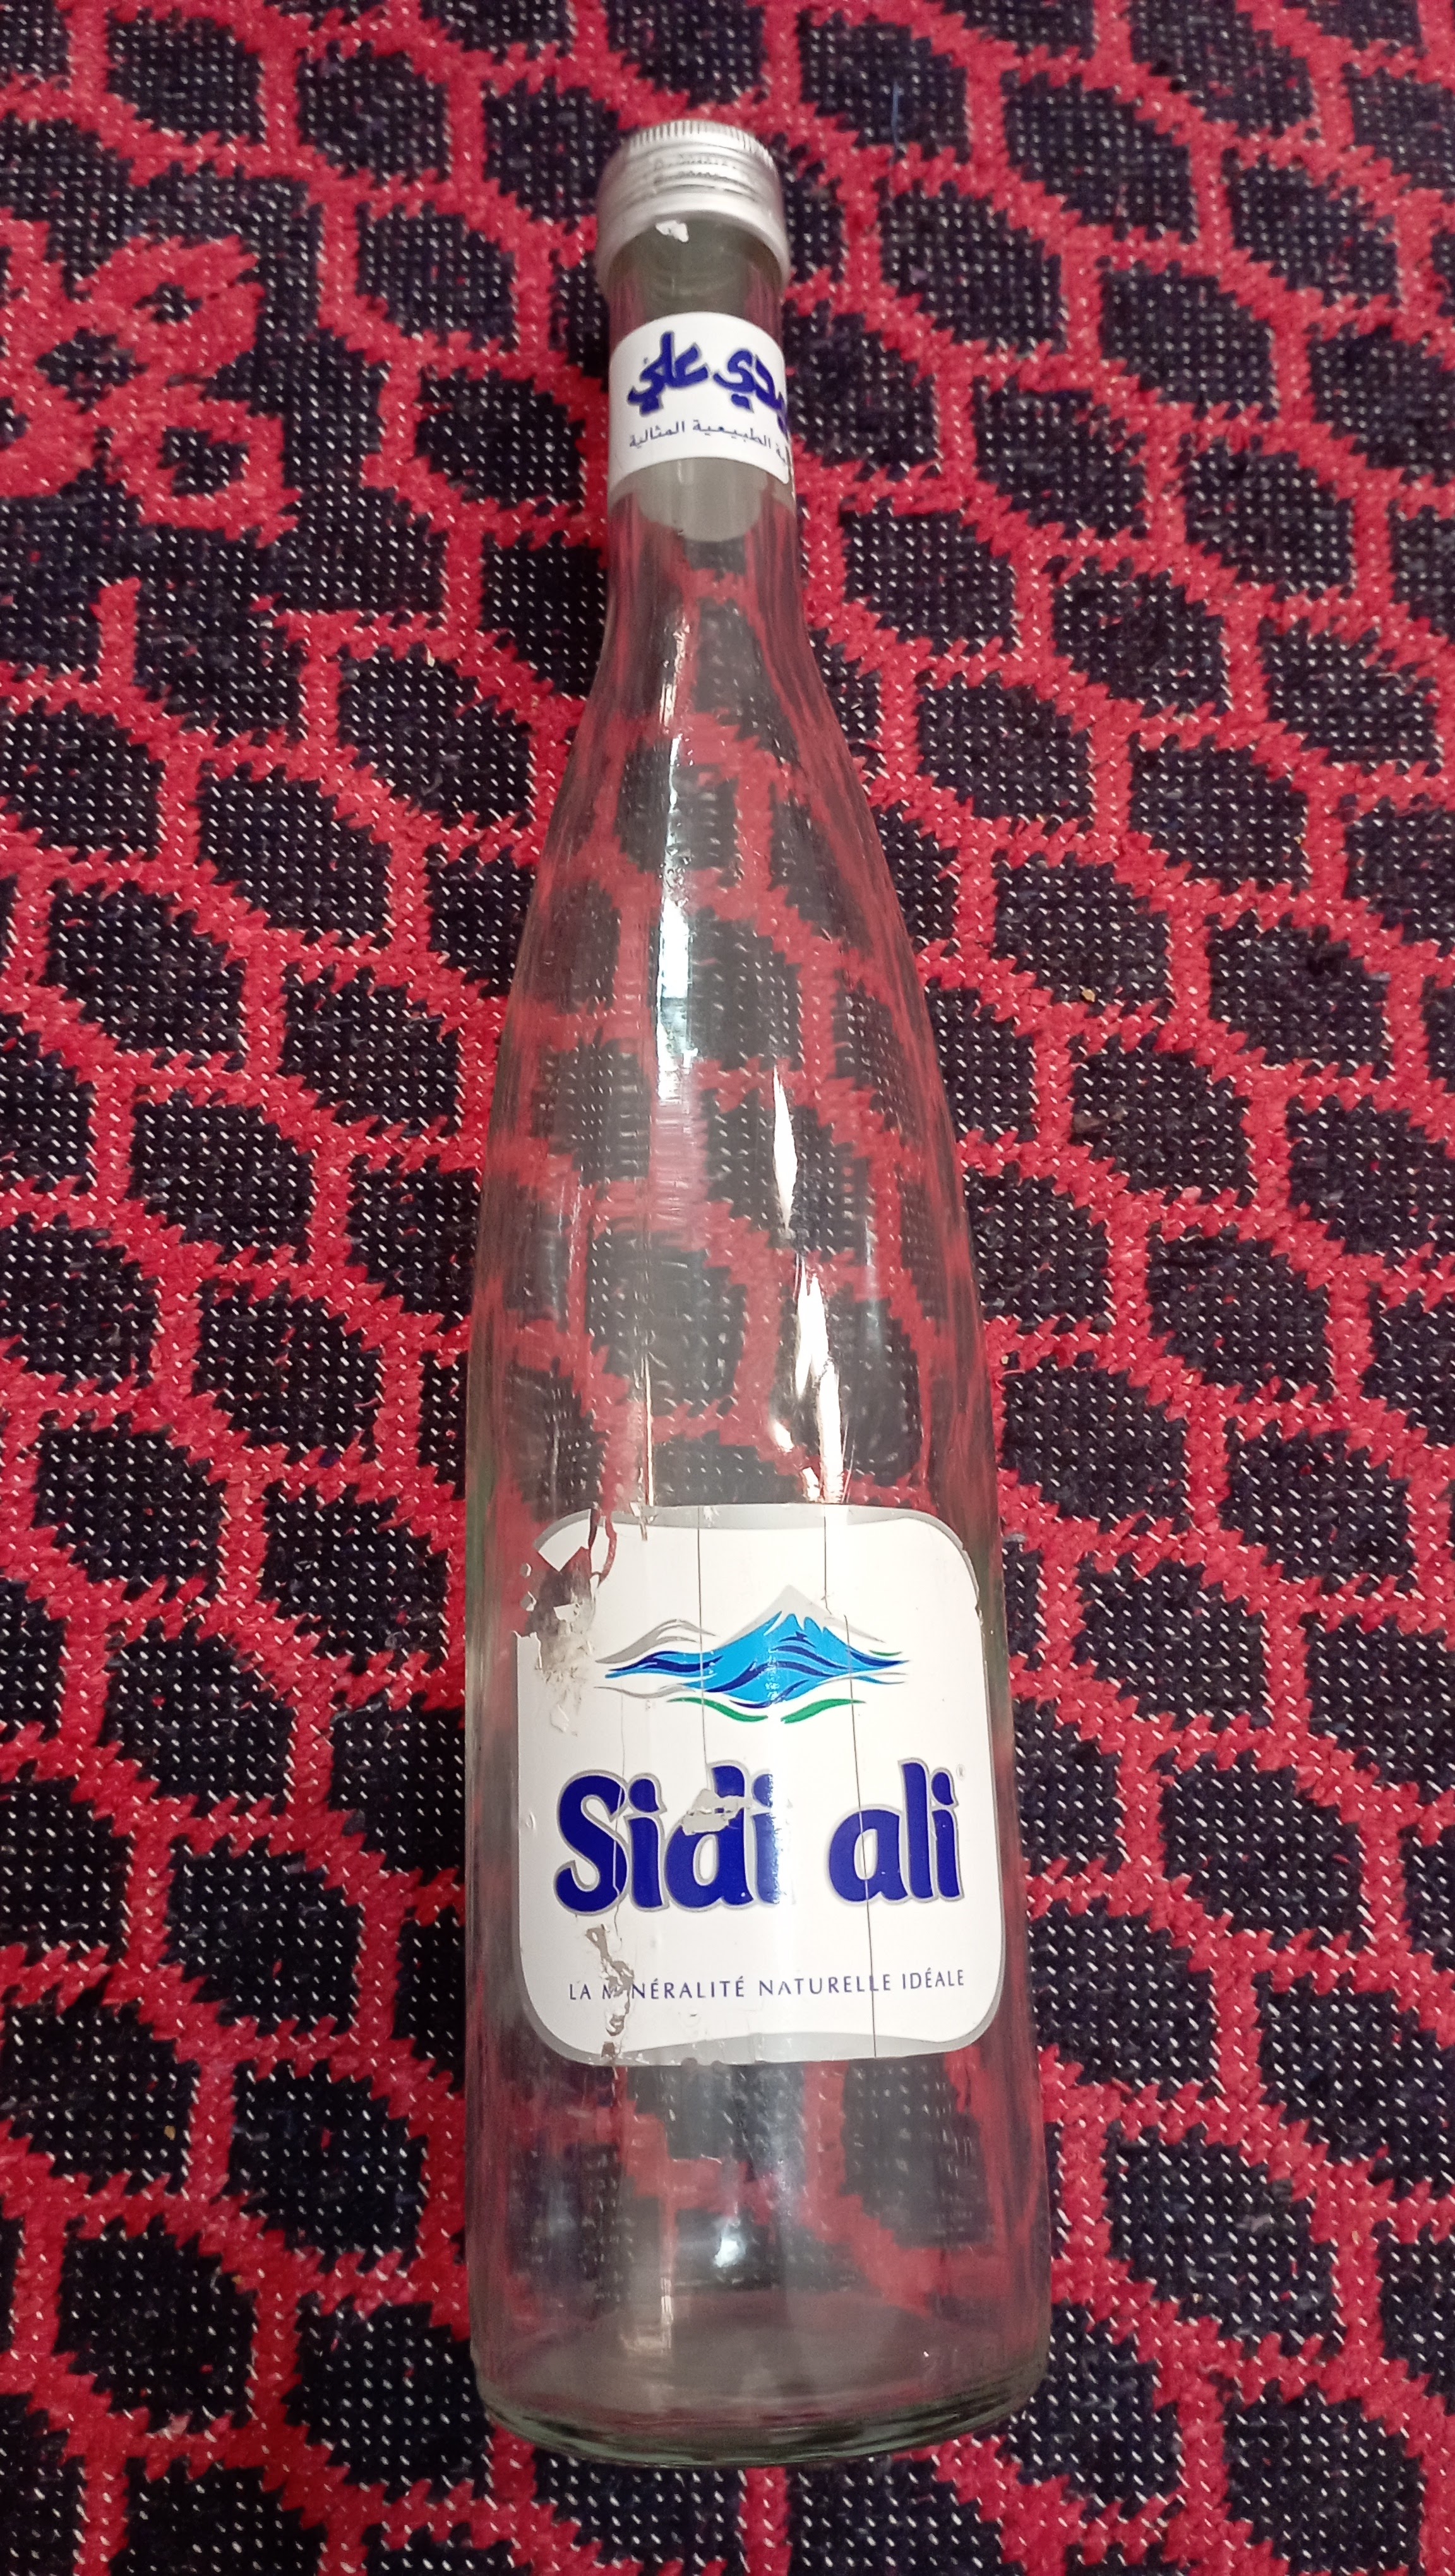 علي
الطبيعية المثالية
Sidi ali
LA MINÉRALITÉ NATURELLE IDÉALE